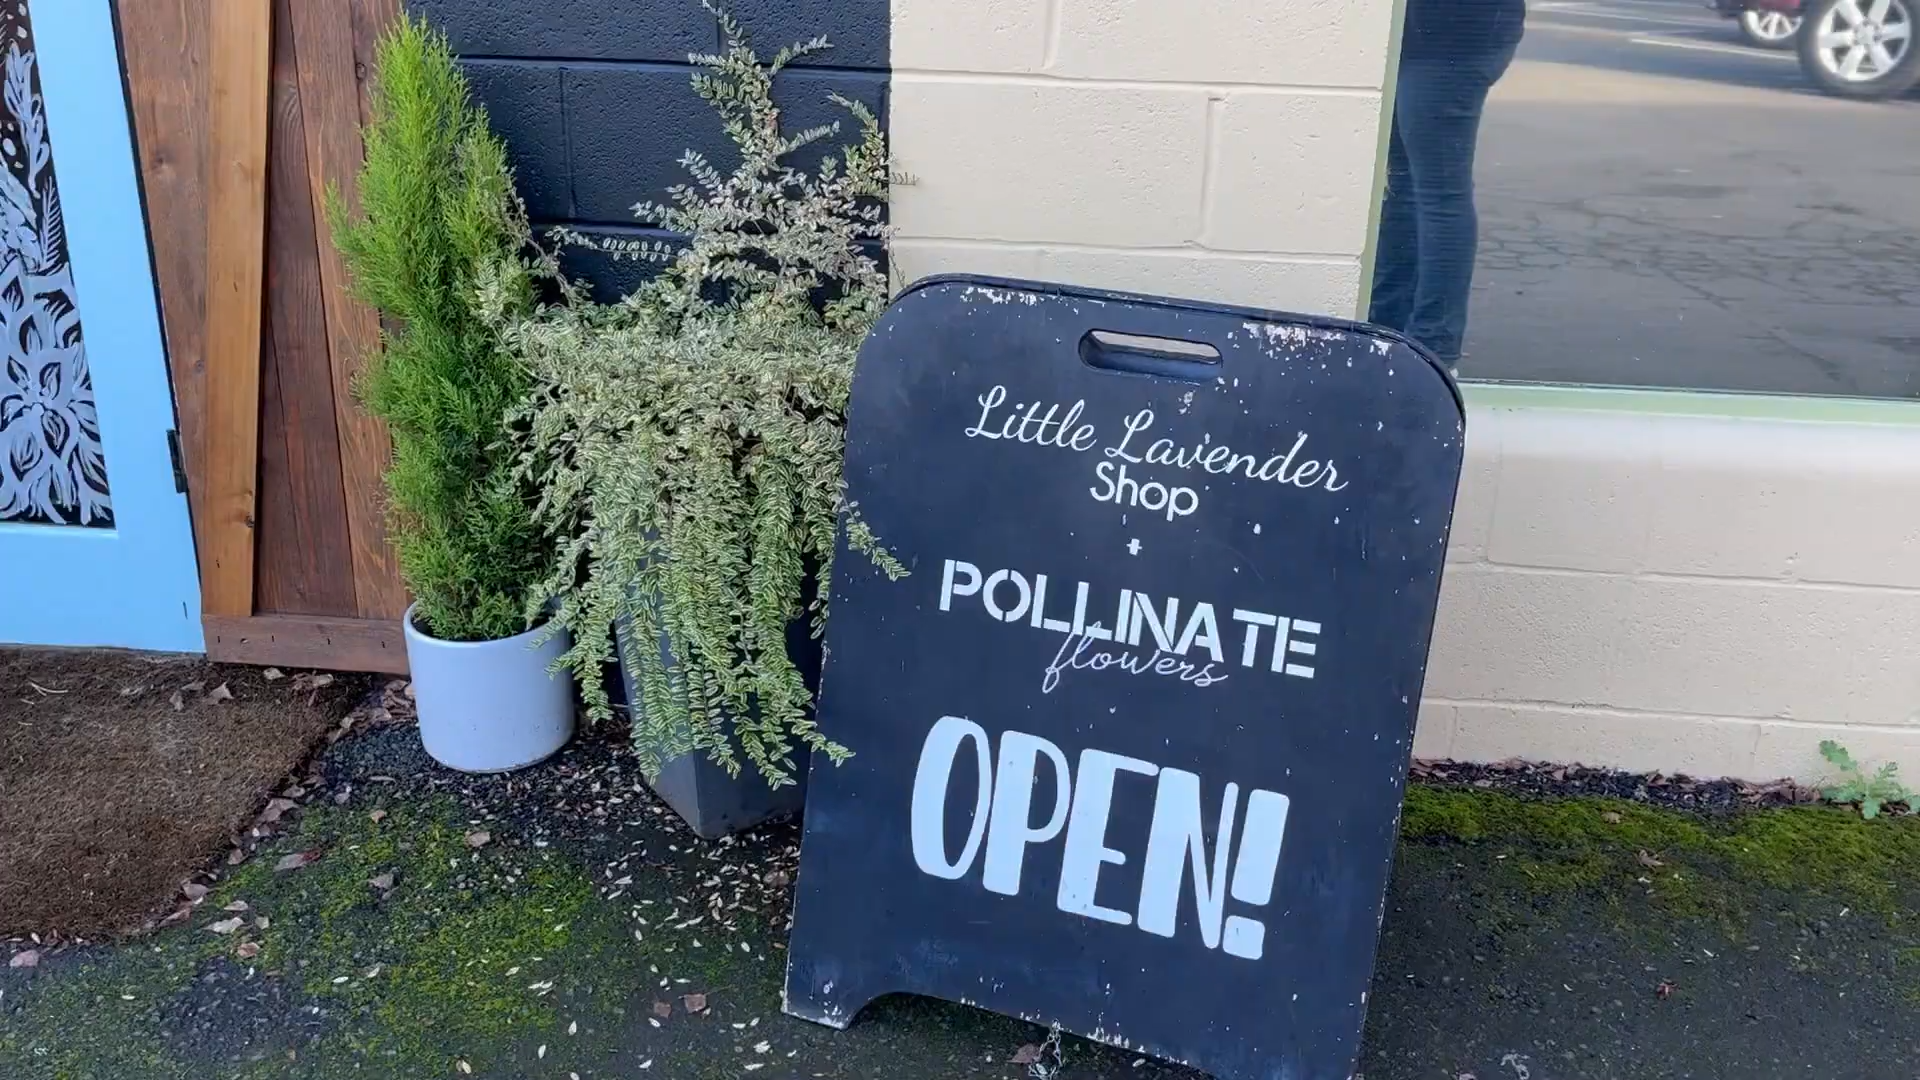 Little Lavender
Shop
+
POLLINATE
flowers
OPEN!